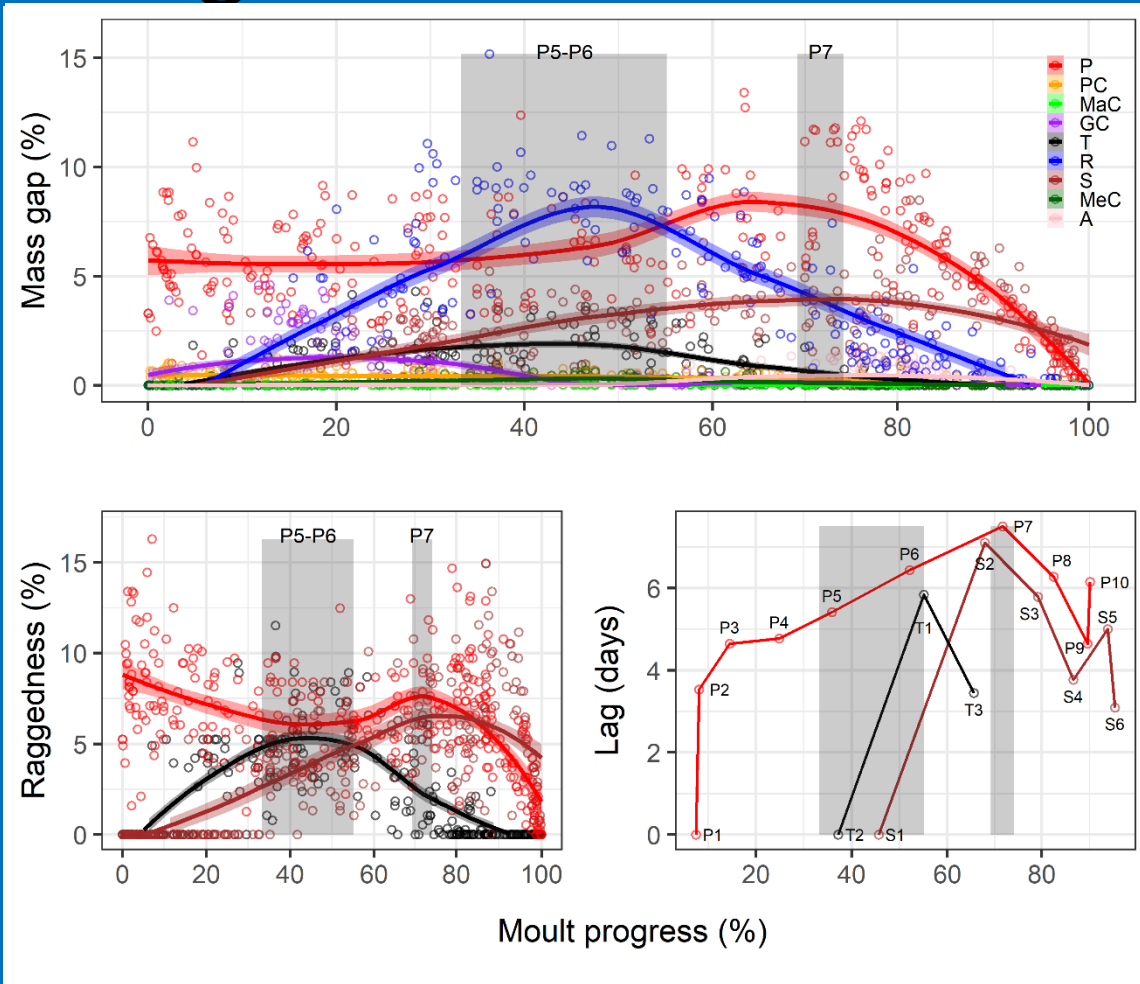 P5-P6
P7
15
10
5
0
Mass gap (%)
P
PC
MaC
GC
T
R
S
MeC
A
0 20 40 60 80 100
P5-P6
P7
15
10
5
0
Raggedness (%)
0 20 40 60 80 100
6
4
2
0
Lag (days)
P7
P6
P8
S2
P10
P5
S3
S5
T1
P4
P3
P9
S4
P2
T3
S6
P1
T2
S1
20 40 60 80
Moult progress (%)